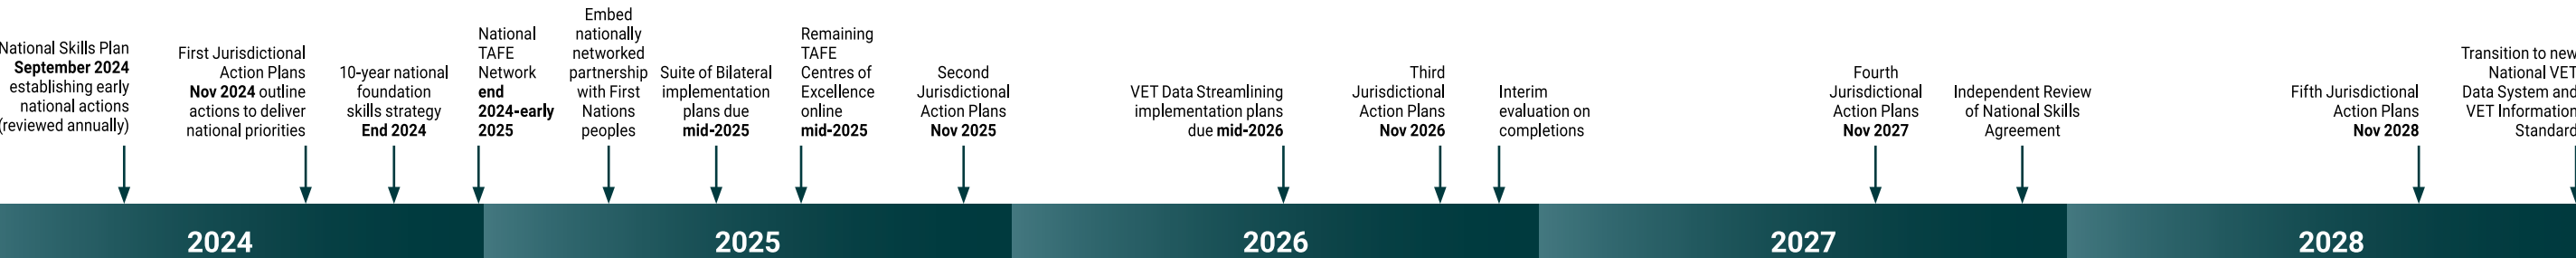 National Skills Plan
September 2024
establishing early
national actions
(reviewed annually)
First Jurisdictional
Action Plans
Nov 2024 outline
actions to deliver
national priorities
10-year national
foundation
skills strategy
End 2024
National
TAFE
Network
end
2024-early
2025
Embed
nationally
networked
partnership
with First
Nations
peoples
Suite of Bilateral
implementation
plans due
mid-2025
Remaining
TAFE
Centres of
Excellence
online
mid-2025
Second
Jurisdictional
Action Plans
Nov 2025
VET Data Streamlining
implementation plans
due mid-2026
Third
Jurisdictional
Action Plans
Nov 2026
Interim
evaluation on
completions
Fourth
Jurisdictional
Action Plans
Nov 2027
Independent Review
of National Skills
Agreement
Fifth Jurisdictional
Action Plans
Nov 2028
Transition to new
National VET
Data System and
VET Information
Standard
2024
2025
2026
2027
2028